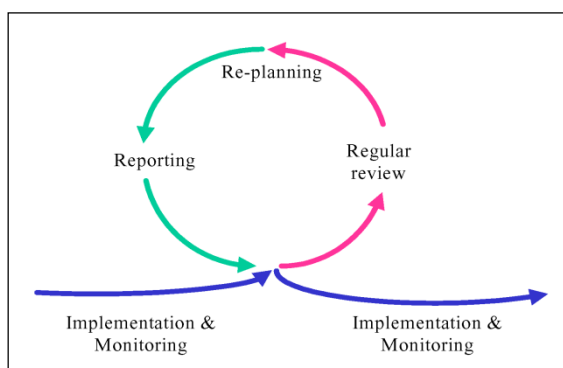 Re-planning
Reporting
Regular
review
Implementation &
Monitoring
Implementation &
Monitoring